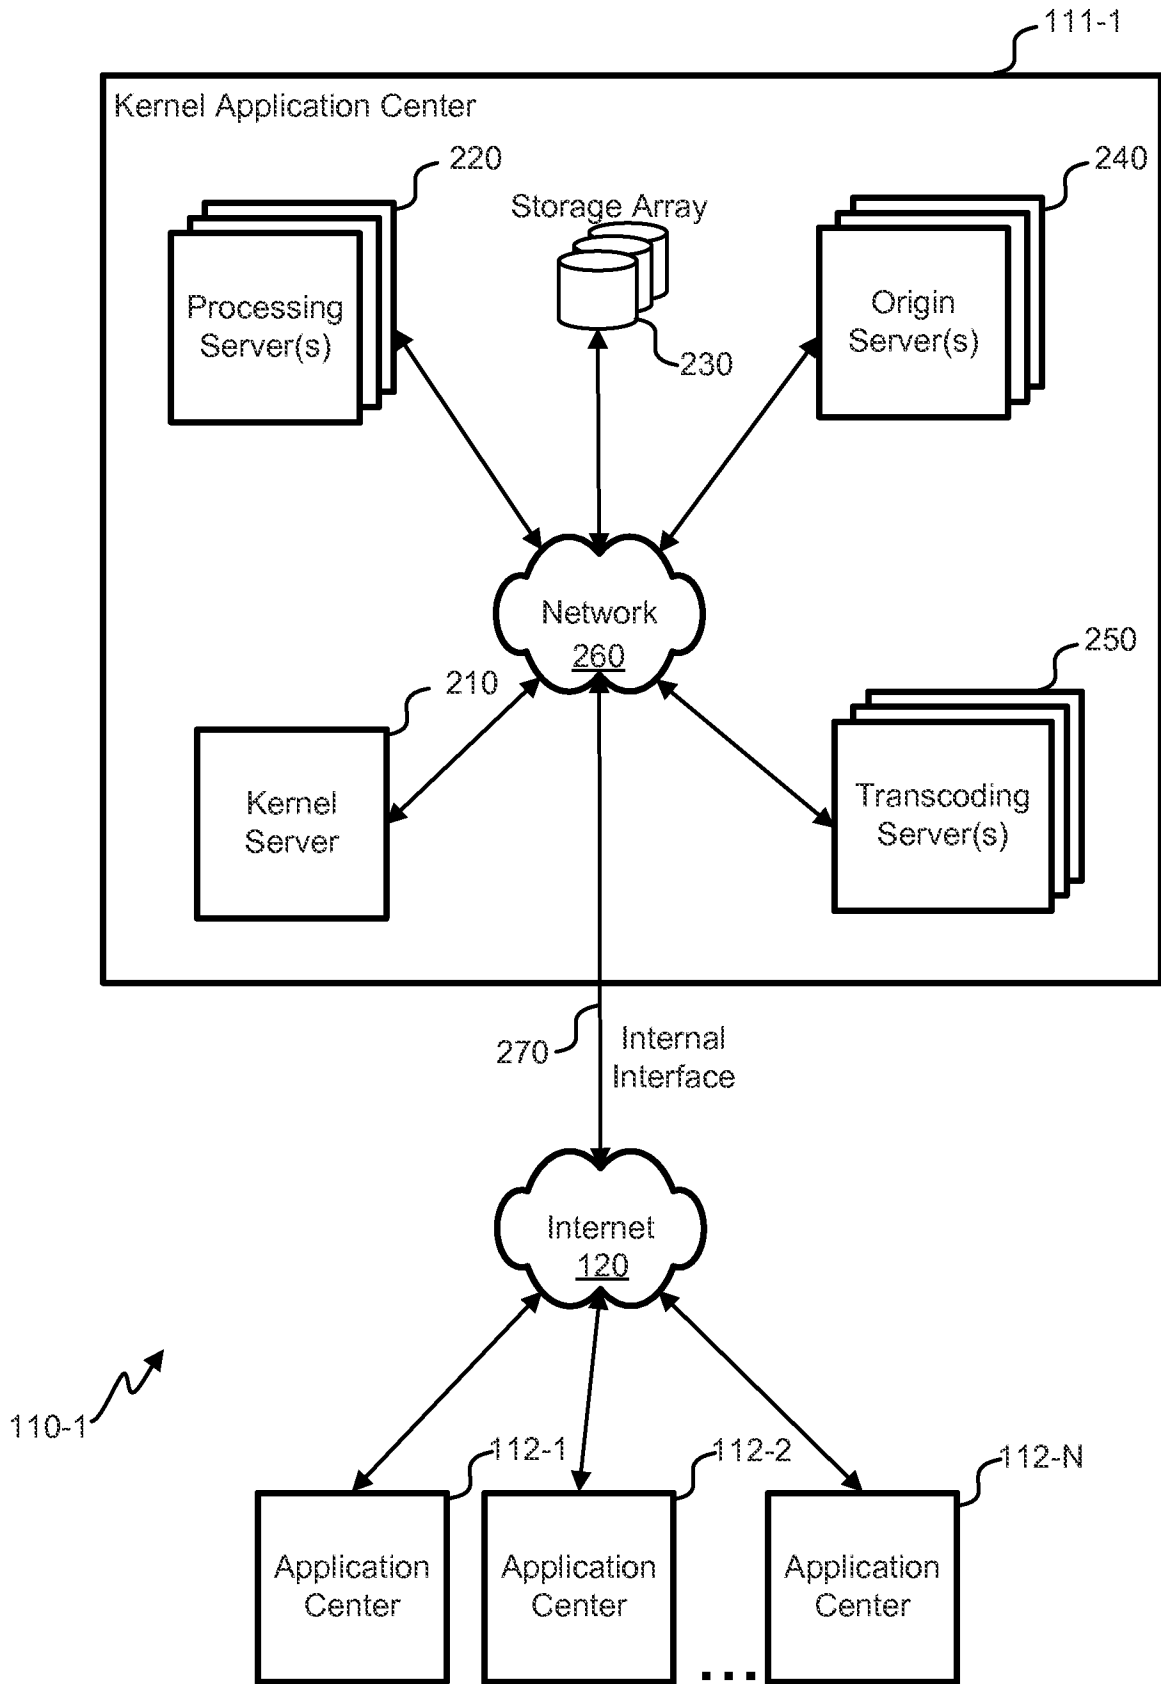 111-1
Kernel Application Center
220
240
Storage Array
Processing
Server(s)
Origin
Server(s)
230
Network
260
210
250
Kernel
Server
Transcoding
Server(s)
270
Internal
Interface
Internet
120
110-1
112-1
112-2
112-N
Application
Center
Application
Center
...
Application
Center